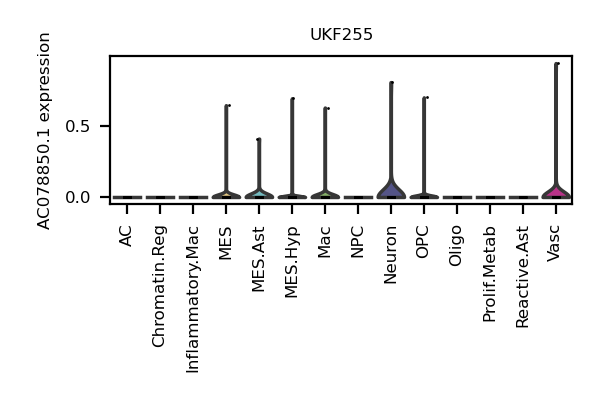 UKF255
AC078850.1 expression
0.5
0.0
AC
Chromatin.Reg
Inflammatory.Mac
MES
MES.Ast
MES.Hyp
Mac
NPC
Neuron
OPC
Oligo
Prolif.Metab
Reactive.Ast
Vasc